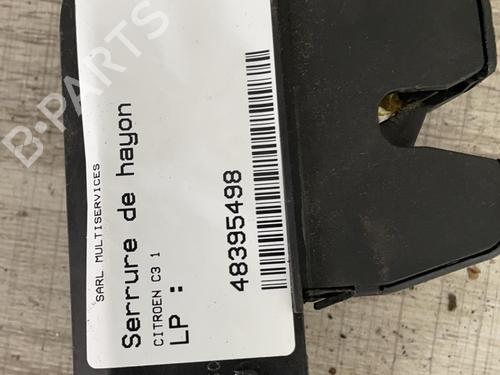 B-PARTS
SARL MULTISERVICES
Serrure de hayon
CITROEN C3 1
LP :
48395498